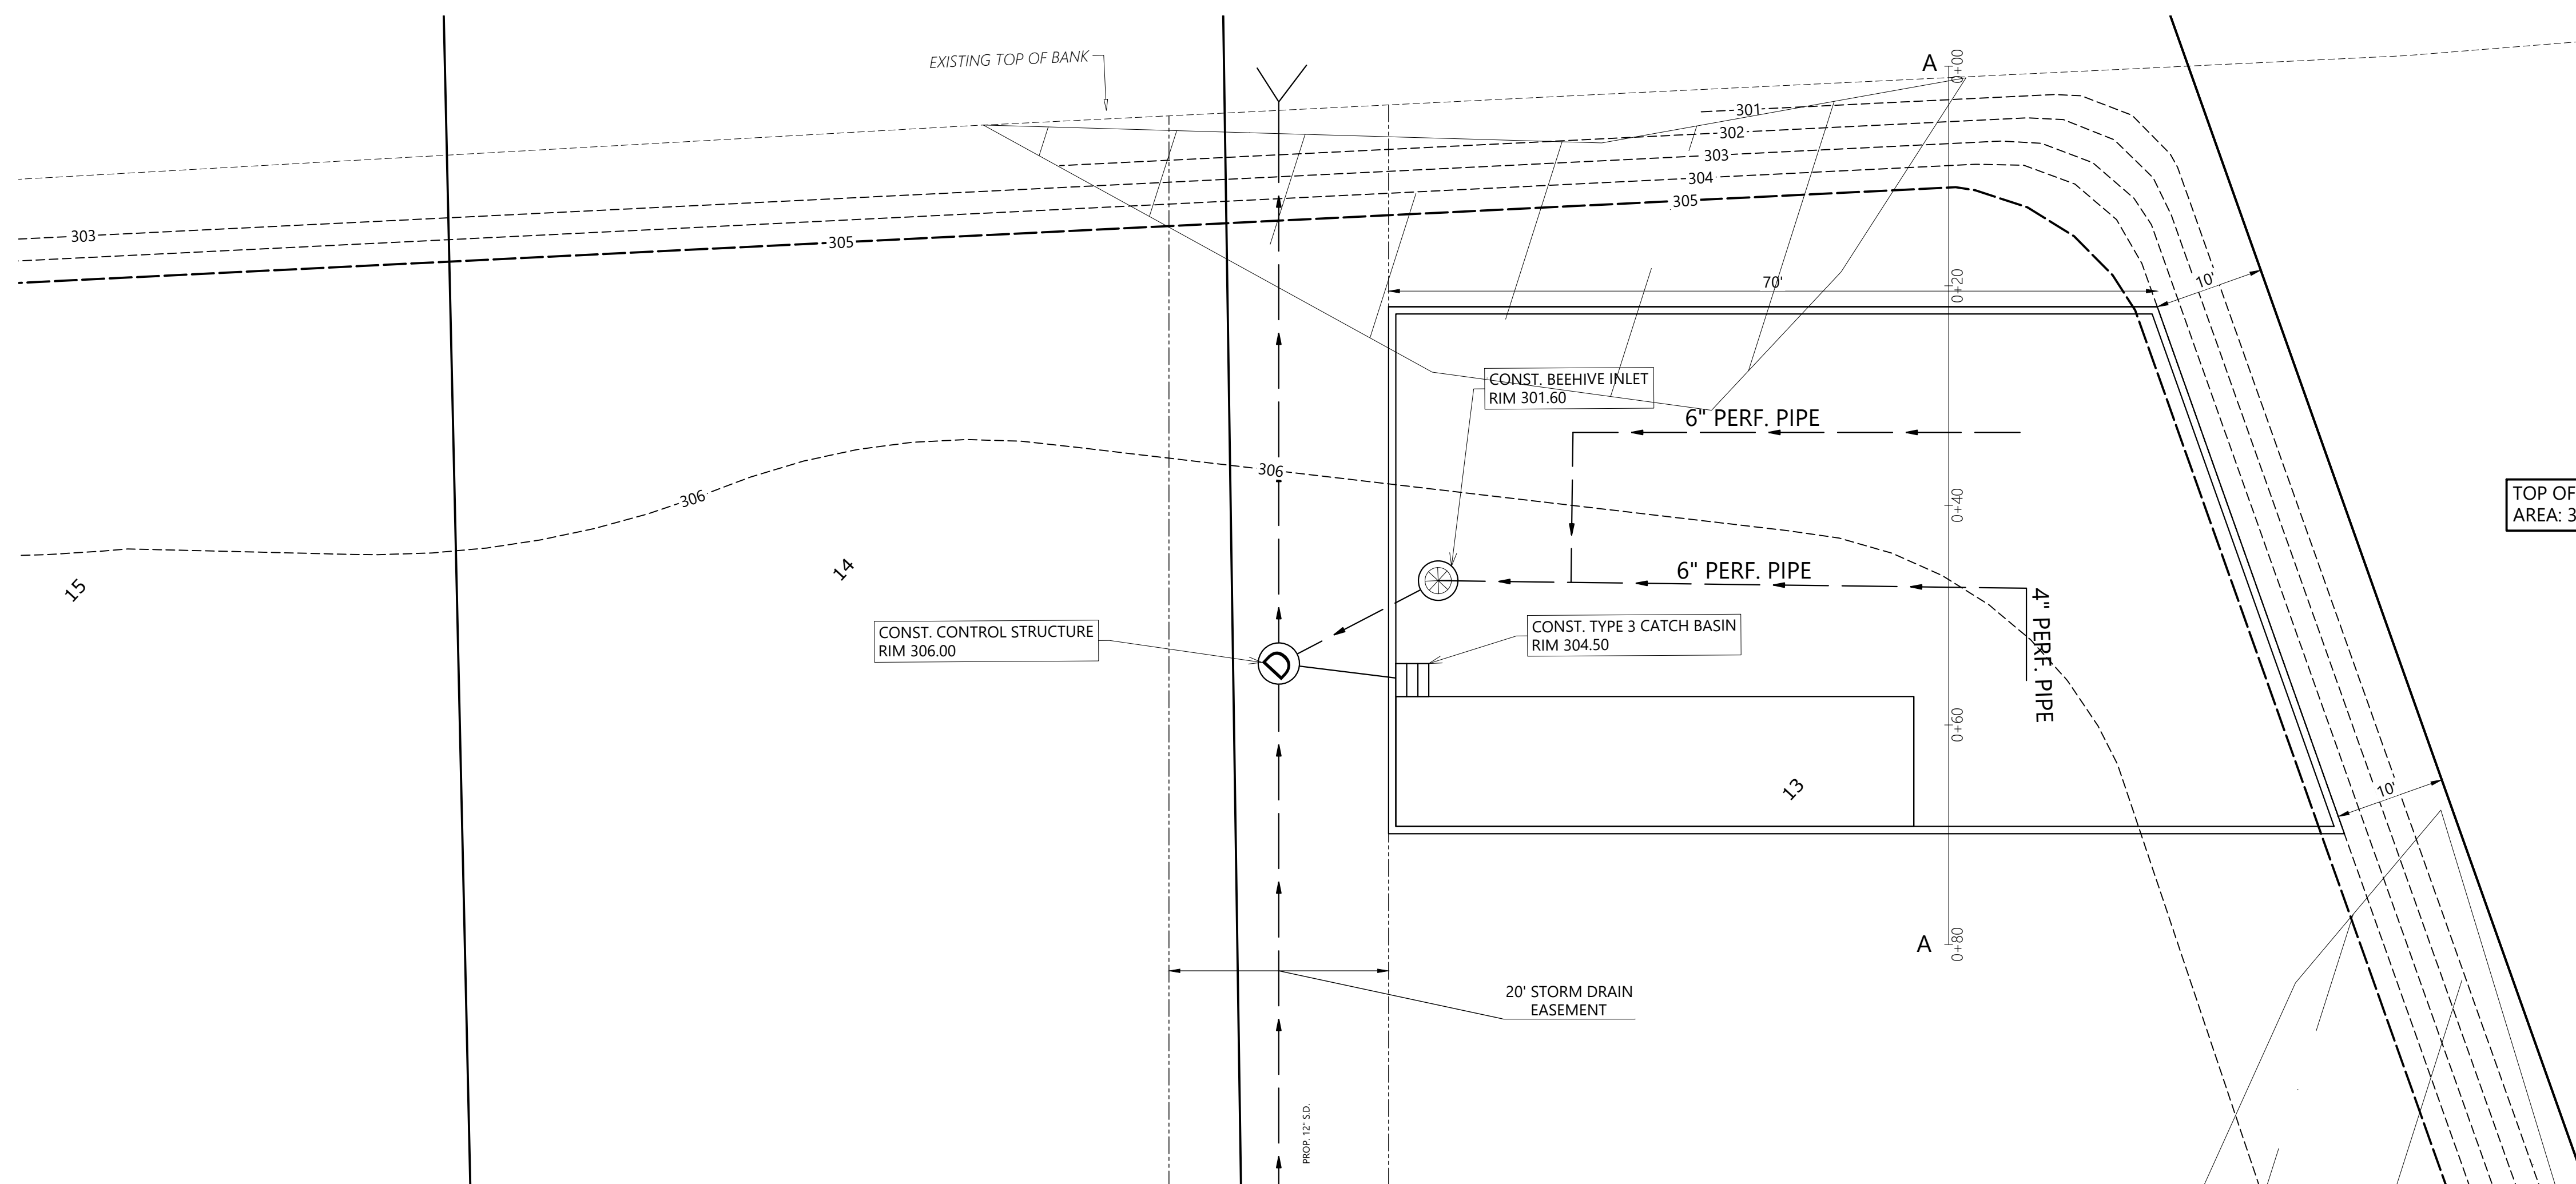 EXISTING TOP OF BANK
A
0+00
301
302
303
304
305
303
305
10'
70'
0+20
CONST. BEEHIVE INLET
RIM 301.60
6" PERF. PIPE
306
306
0+40
TOP OF
AREA: 3
15
14
6" PERF. PIPE
4" PERF. PIPE
CONST. CONTROL STRUCTURE
RIM 306.00
D
CONST. TYPE 3 CATCH BASIN
RIM 304.50
0+60
13
10'
A
0+80
20' STORM DRAIN
EASEMENT
PROP. 12" S.D.